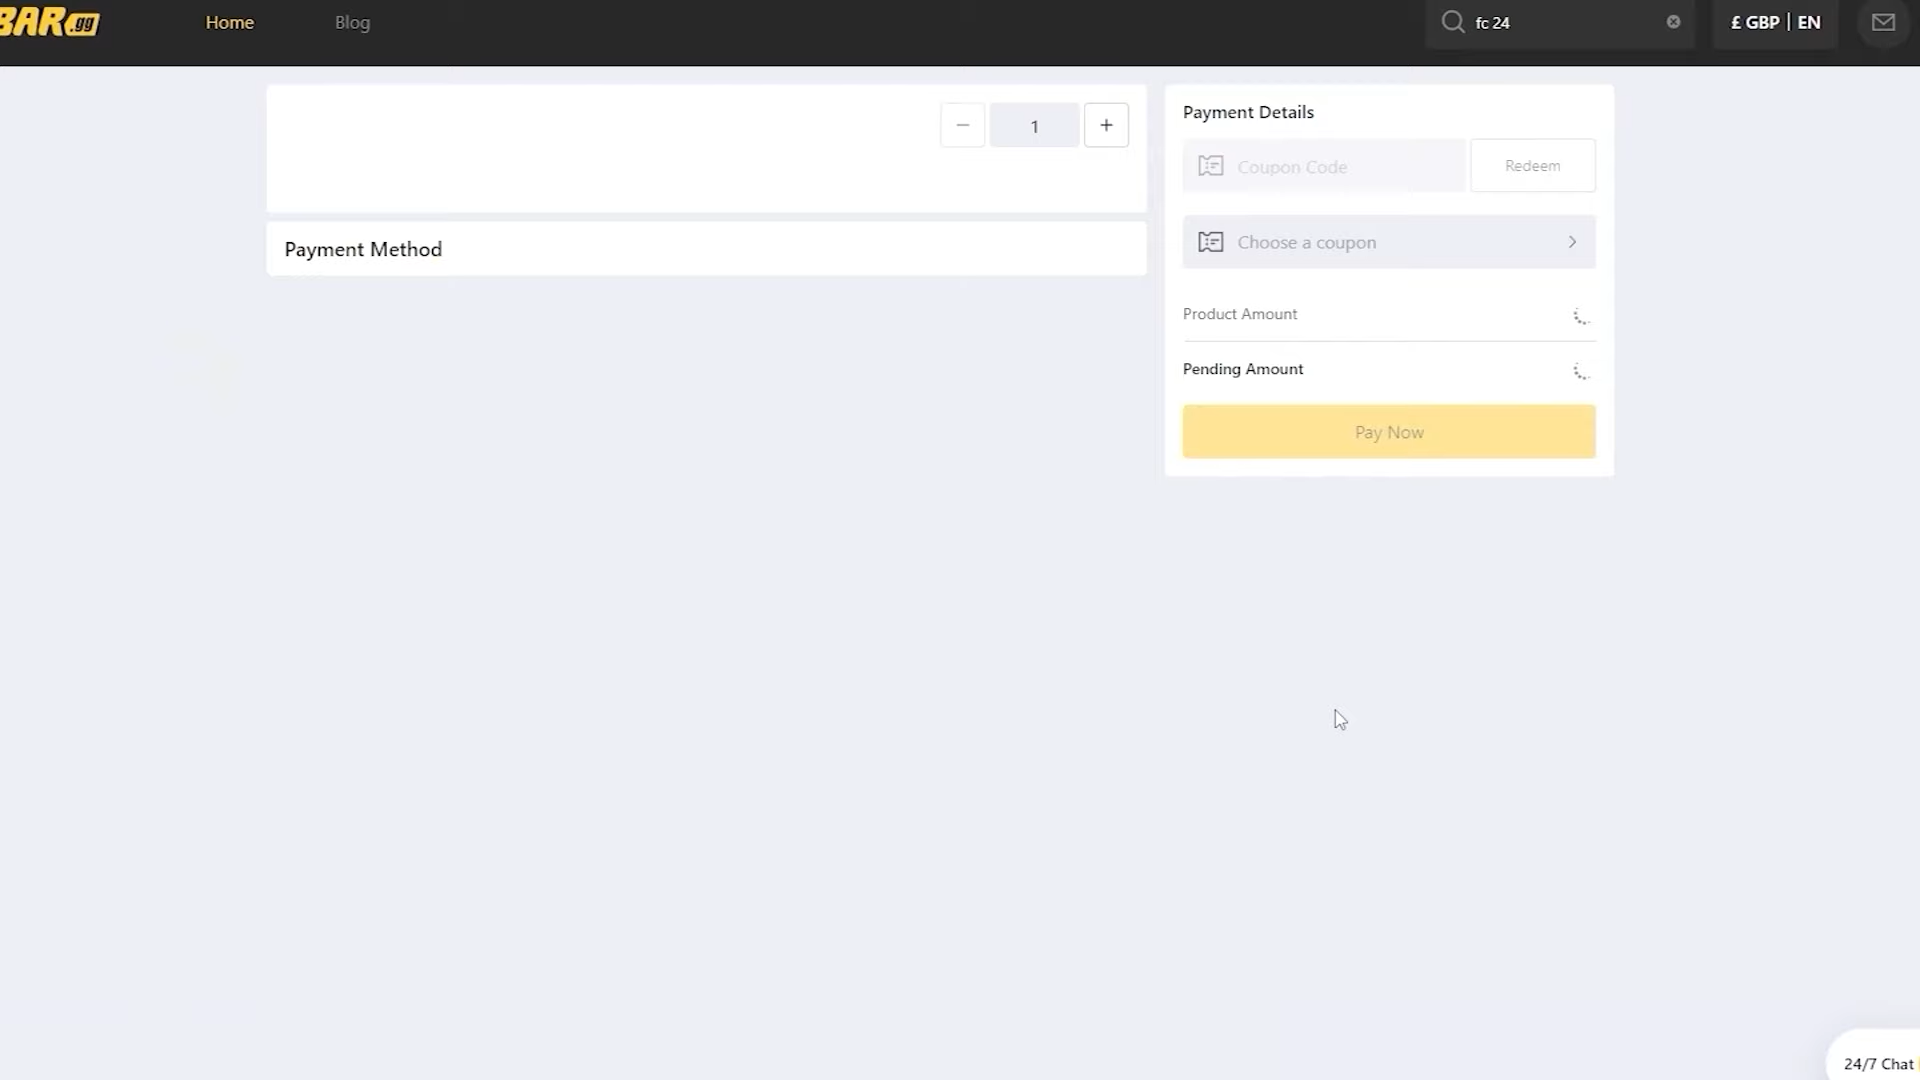 BAR.gg
Home
Blog
fc 24
£ GBP | EN
1
Payment Details
Coupon Code
Redeem
Payment Method
Choose a coupon
Product Amount
Pending Amount
Pay Now
24/7 Chat